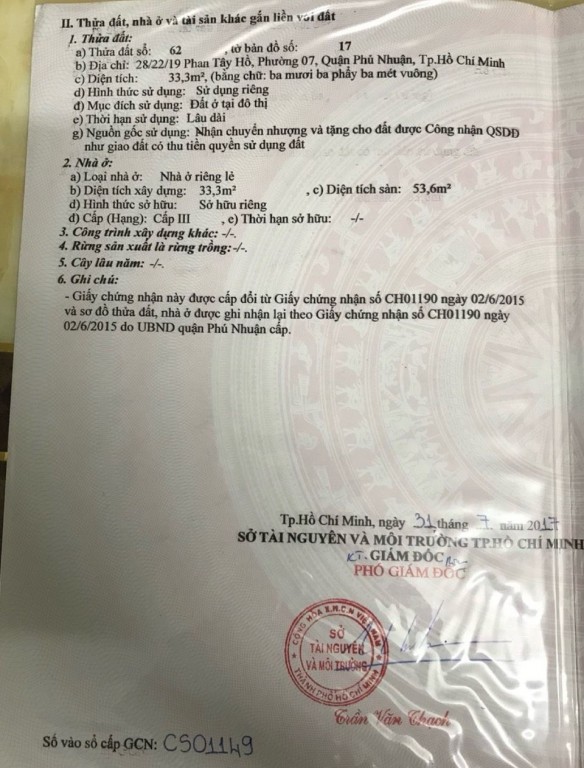 II. Thửa đất, nhà ở và tài sản khác gắn liền với đất
1. Thửa đất:
a) Thửa đất số: 62 , tờ bản đồ số: 17
b) Địa chỉ: 28/22/19 Phan Tây Hồ, Phường 07, Quận Phú Nhuận, Tp.Hồ Chí Minh
c) Diện tích: 33,3m², (bằng chữ: ba mươi ba phẩy ba mét vuông)
d) Hình thức sử dụng: Sử dụng riêng
đ) Mục đích sử dụng: Đất ở tại đô thị
e) Thời hạn sử dụng: Lâu dài
g) Nguồn gốc sử dụng: Nhận chuyển nhượng và tặng cho đất được Công nhận QSDĐ
như giao đất có thu tiền quyền sử dụng đất
2. Nhà ở:
a) Loại nhà ở: Nhà ở riêng lẻ
b) Diện tích xây dựng: 33,3m² , c) Diện tích sàn: 53,6m²
d) Hình thức sở hữu: Sở hữu riêng
đ) Cấp (Hạng): Cấp III , e) Thời hạn sở hữu: -/-
3. Công trình xây dựng khác: -/-.
4. Rừng sản xuất là rừng trồng:-/-.
5. Cây lâu năm: -/-.
6. Ghi chú:
- Giấy chứng nhận này được cấp đổi từ Giấy chứng nhận số CH01190 ngày 02/6/2015
và sơ đồ thửa đất, nhà ở được ghi nhận lại theo Giấy chứng nhận số CH01190 ngày
02/6/2015 do UBND quận Phú Nhuận cấp.
Tp.Hồ Chí Minh, ngày 31 tháng 7 năm 2017
SỞ TÀI NGUYÊN VÀ MÔI TRƯỜNG TP.HỒ CHÍ MINH
KT.GIÁM ĐỐC
PHÓ GIÁM ĐỐC
CỘNG HÒA X.H.C.N VIỆT NAM
SỞ
TÀI NGUYÊN
VÀ MÔI TRƯỜNG
THÀNH PHỐ HỒ CHÍ MINH
Trần Văn Thạch
Số vào sổ cấp GCN: CS01149